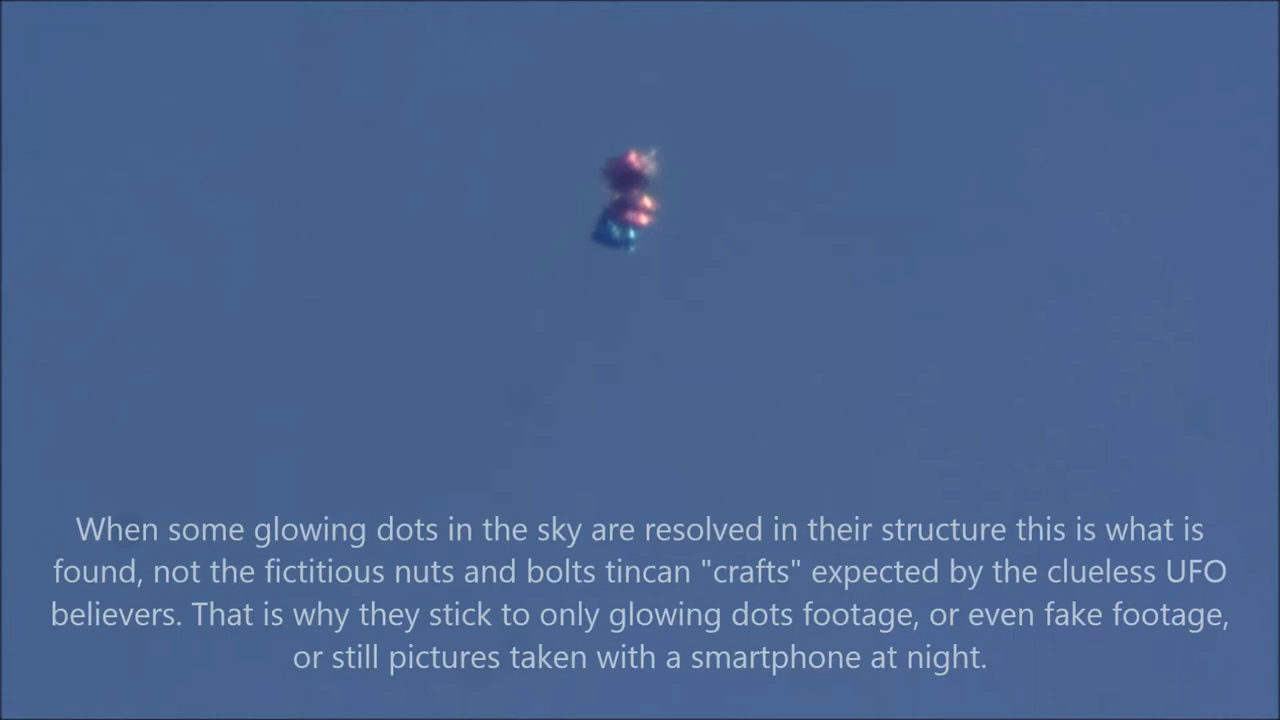 When some glowing dots in the sky are resolved in their structure this is what is
found, not the fictitious nuts and bolts tincan "crafts" expected by the clueless UFO
believers. That is why they stick to only glowing dots footage, or even fake footage,
or still pictures taken with a smartphone at night.